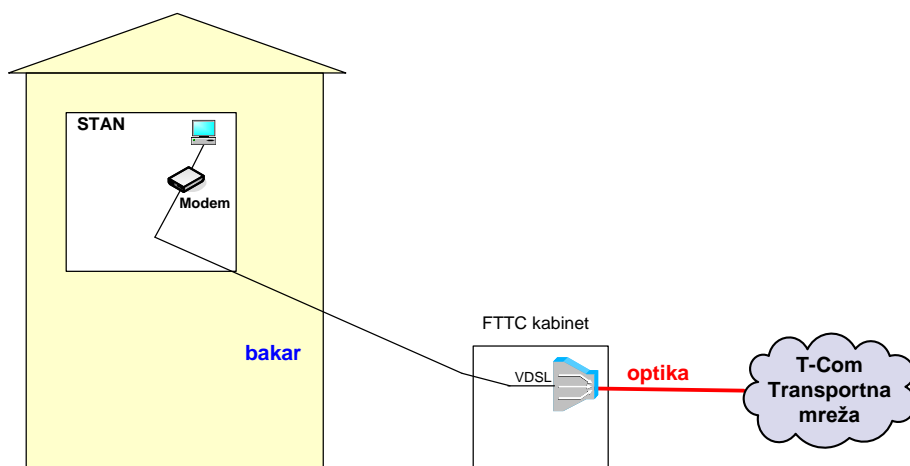 STAN
Modem
bakar
FTTC kabinet
VDSL
optika
T-Com
Transportna
mreža